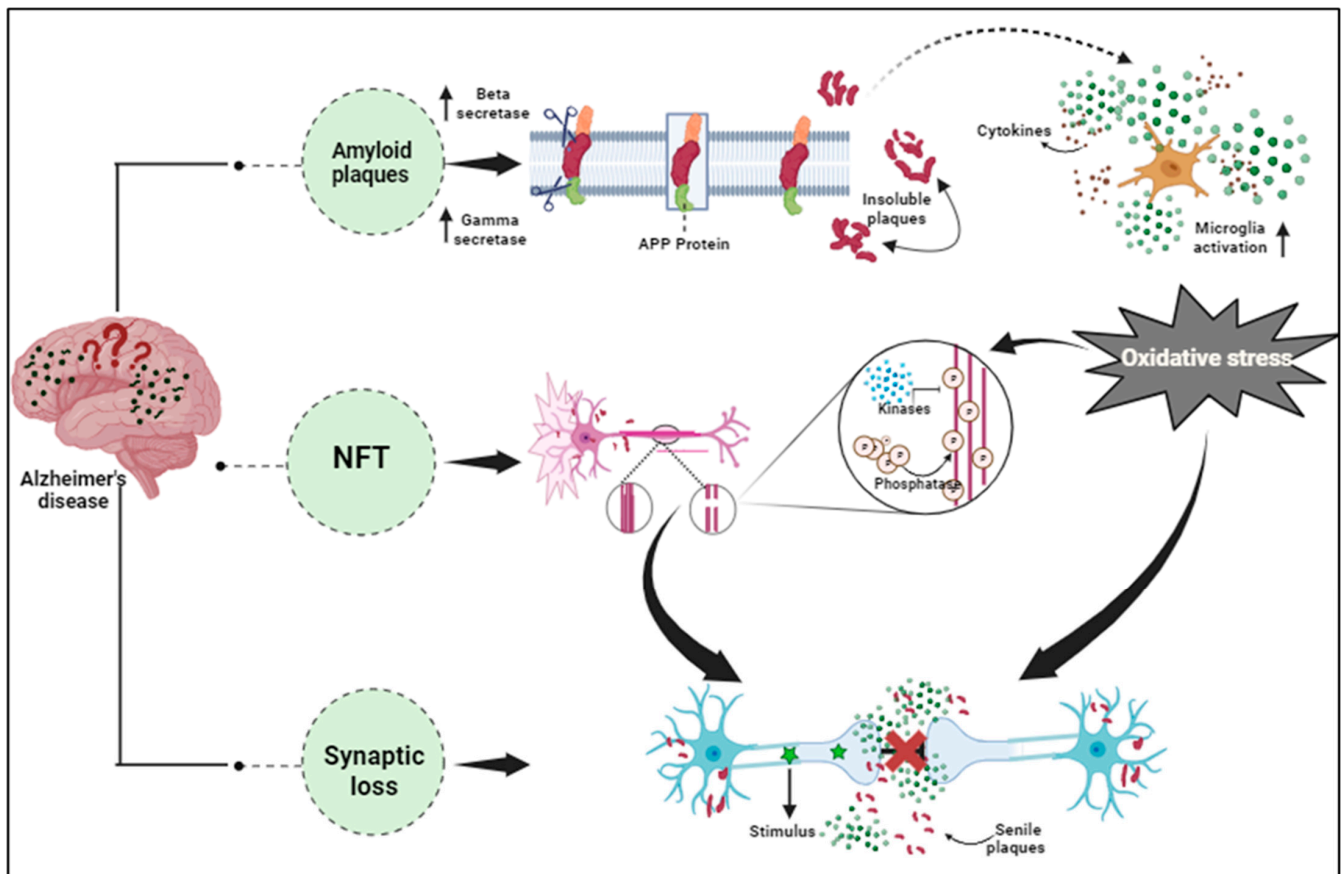 Beta
secretase
Amyloid
plaques
Gamma
secretase
APP Protein
Insoluble
plaques
Cytokines
Microglia
activation
Oxidative stress
Alzheimer's
disease
NFT
Kinases
Phosphatase
Synaptic
loss
Stimulus
Senile
plaques